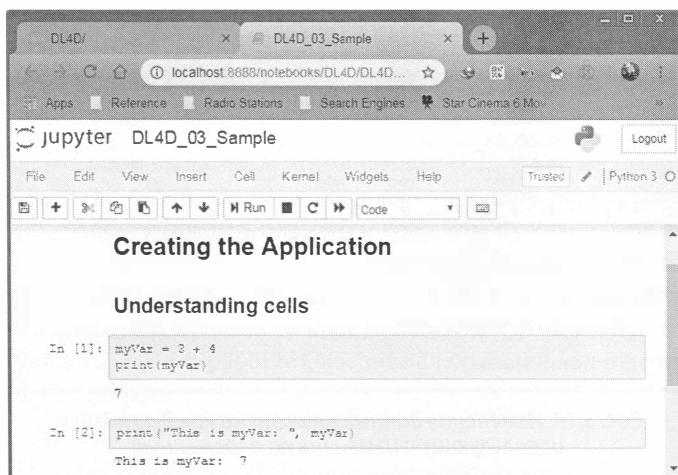 DL4D/ × DL4D_03_Sample × +
localhost:8888/notebooks/DL4D/DL4D...
Apps Reference Radio Stations Search Engines Star Cinema 6 Mov »
jupyter DL4D_03_Sample Logout
File Edit View Insert Cell Kernel Widgets Help Trusted Python 3
Run Code
Creating the Application
Understanding cells
In [1]: myVar = 3 + 4
print(myVar)
7
In [2]: print("This is myVar: ", myVar)
This is myVar: 7